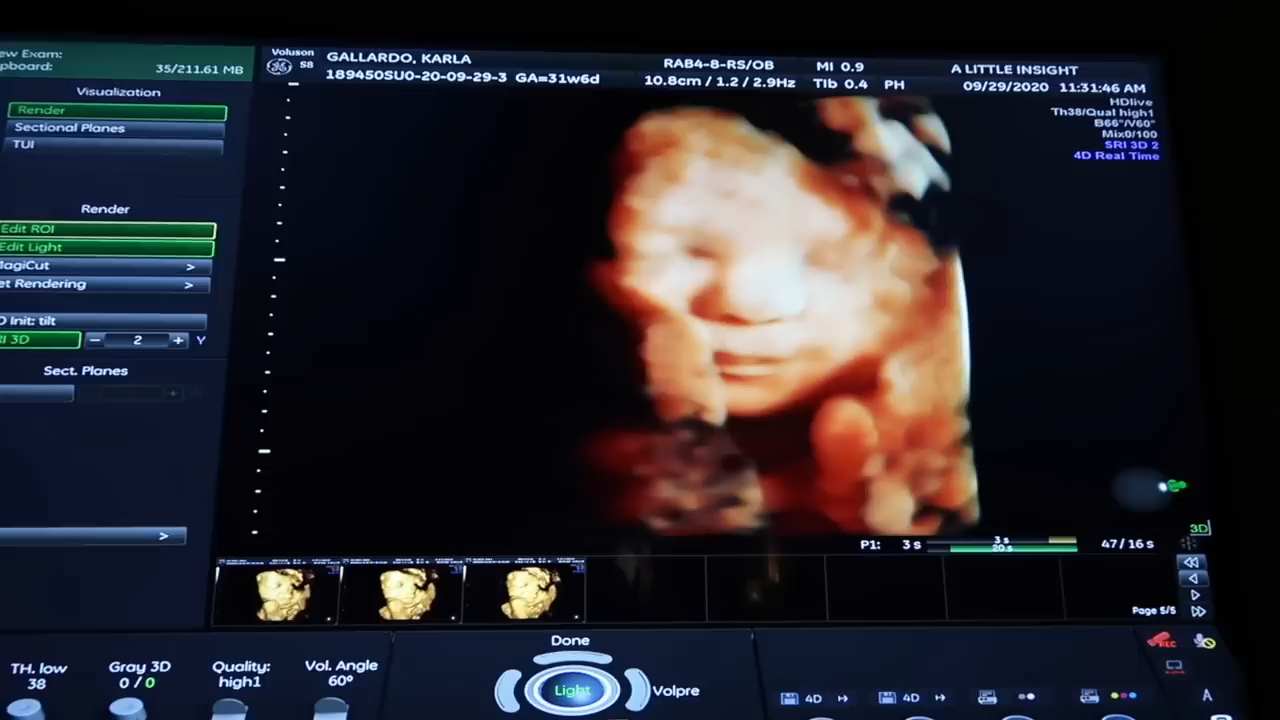 ew Exam:
pboard: 35/211.61 MB
Voluson
S8
GALLARDO, KARLA
189450SU0-20-09-29-3 GA=31w6d
RAB4-8-RS/OB
10.8cm / 1.2 / 2.9Hz
MI 0.9
TIb 0.4 PH
A LITTLE INSIGHT
09/29/2020 11:31:46 AM
HDlive
Th38/Qual high1
B66°/V60°
Mix0/100
SRI 3D 2
4D Real Time
Visualization
Render
Sectional Planes
TUI
Render
Edit ROI
Edit Light
MagiCut >
et Rendering >
D Init: tilt
RI 3D - 2 + Y
Sect. Planes
+
>
3D
P1: 3 s
3 s
20 s
47/16 s
Page 5/5
REC
TH. low
38
Gray 3D
0 / 0
Quality:
high1
Vol. Angle
60°
Done
Light
Volpre
4D
4D
A